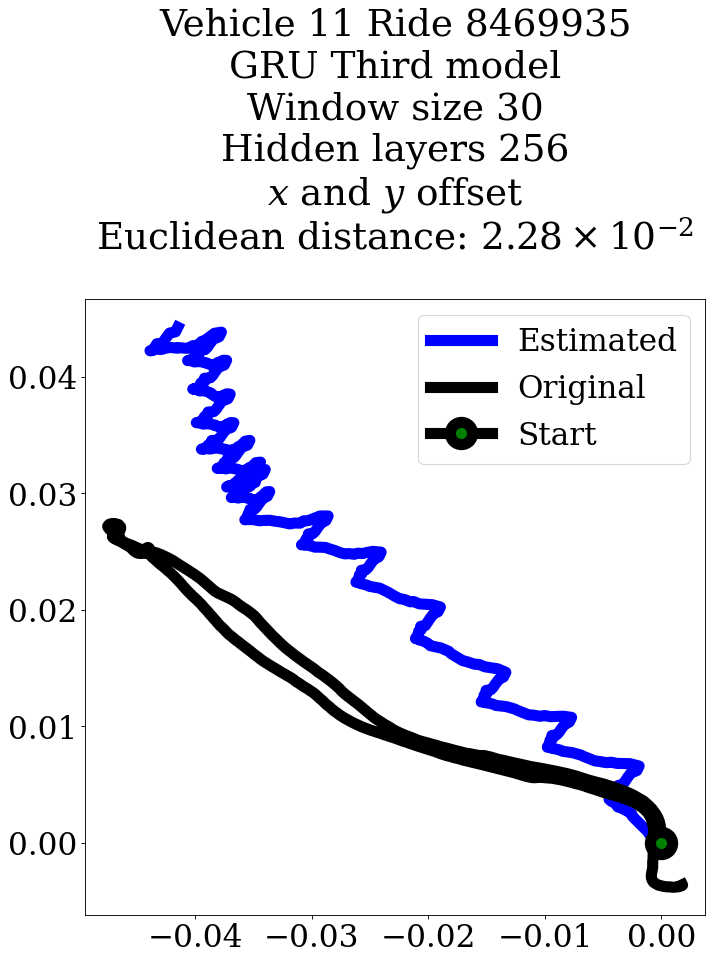 Vehicle 11 Ride 8469935
GRU Third model
Window size 30
Hidden layers 256
x and y offset
Euclidean distance: 2.28 × 10⁻²
Estimated
Original
Start
0.04
0.03
0.02
0.01
0.00
−0.04 −0.03 −0.02 −0.01 0.00